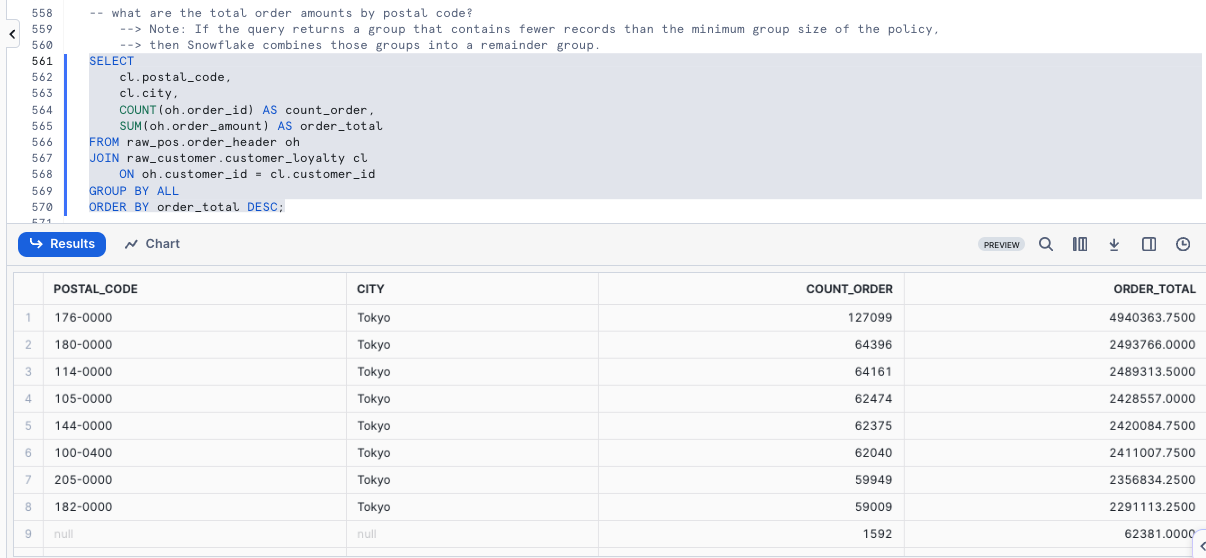 558 -- what are the total order amounts by postal code?
559 --> Note: If the query returns a group that contains fewer records than the minimum group size of the policy,
560 --> then Snowflake combines those groups into a remainder group.
561 SELECT
562 cl.postal_code,
563 cl.city,
564 COUNT(oh.order_id) AS count_order,
565 SUM(oh.order_amount) AS order_total
566 FROM raw_pos.order_header oh
567 JOIN raw_customer.customer_loyalty cl
568 ON oh.customer_id = cl.customer_id
569 GROUP BY ALL
570 ORDER BY order_total DESC;
571
Results Chart PREVIEW
POSTAL_CODE CITY COUNT_ORDER ORDER_TOTAL
1 176-0000 Tokyo 127099 4940363.7500
2 180-0000 Tokyo 64396 2493766.0000
3 114-0000 Tokyo 64161 2489313.5000
4 105-0000 Tokyo 62474 2428557.0000
5 144-0000 Tokyo 62375 2420084.7500
6 100-0400 Tokyo 62040 2411007.7500
7 205-0000 Tokyo 59949 2356834.2500
8 182-0000 Tokyo 59009 2291113.2500
9 null null 1592 62381.0000